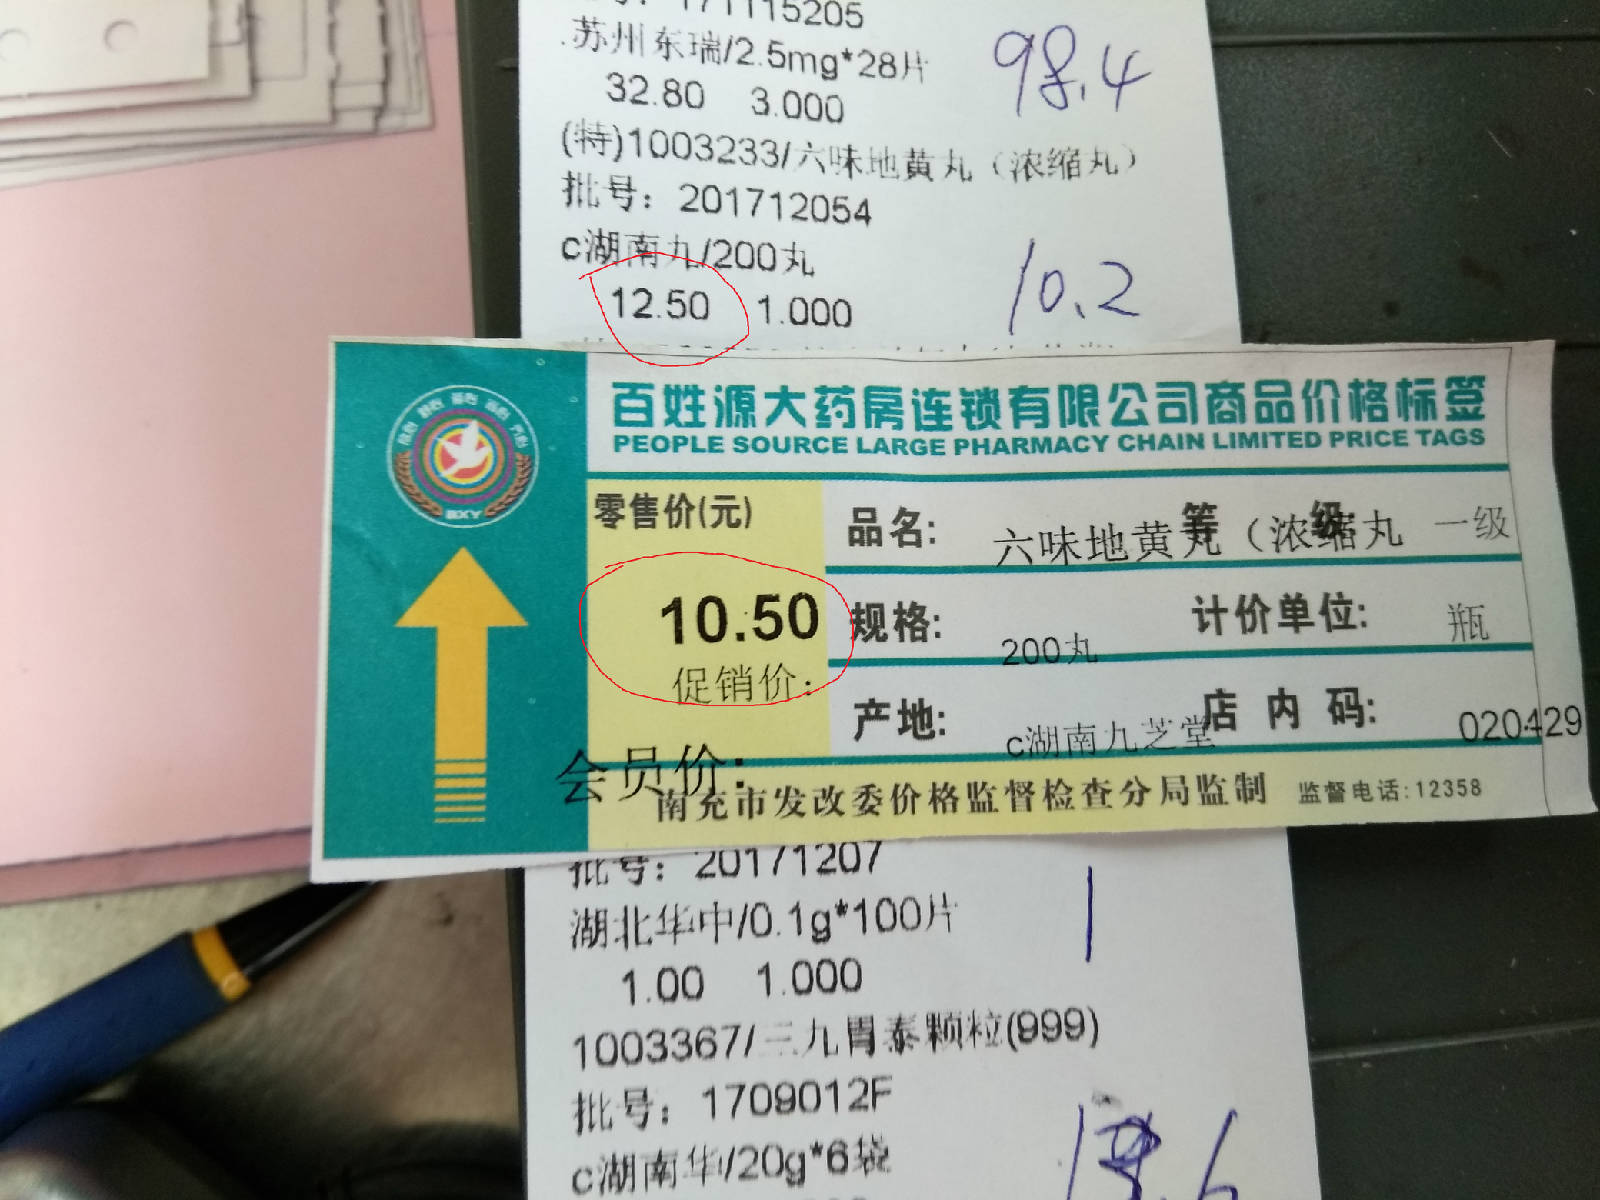 171115205
苏州东瑞/2.5mg*28片
98.4
32.80 3.000
(特)1003233/六味地黄丸（浓缩丸）
批号：201712054
c湖南九/200丸
10.2
12.50 1.000
百姓源大药房连锁有限公司商品价格标签
PEOPLE SOURCE LARGE PHARMACY CHAIN LIMITED PRICE TAGS
BXY
零售价(元)
10.50
促销价：
会员价：
品名: 六味地黄丸（浓缩丸
等级: 一级
规格: 200丸
计价单位: 瓶
产地: c湖南九芝堂
店内码: 020429
南充市发改委价格监督检查分局监制 监督电话:12358
批号：20171207
湖北华中/0.1g*100片
1
1.00 1.000
1003367/三九胃泰颗粒(999)
批号：1709012F
c湖南华/20g*6袋